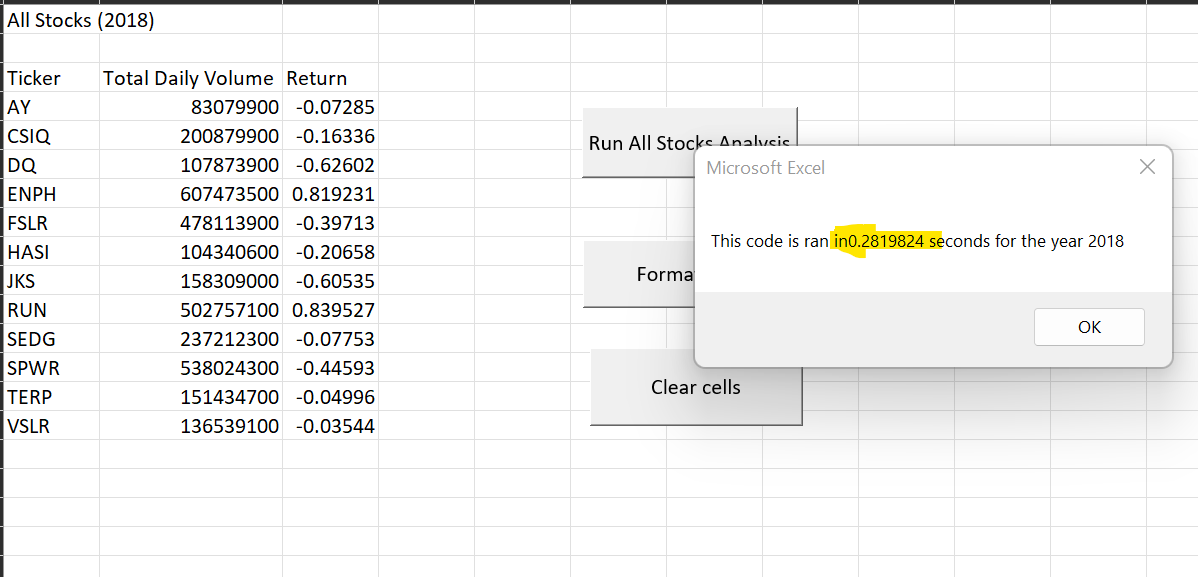 All Stocks (2018)
Ticker Total Daily Volume Return
AY 83079900 -0.07285
CSIQ 200879900 -0.16336
DQ 107873900 -0.62602
ENPH 607473500 0.819231
FSLR 478113900 -0.39713
HASI 104340600 -0.20658
JKS 158309000 -0.60535
RUN 502757100 0.839527
SEDG 237212300 -0.07753
SPWR 538024300 -0.44593
TERP 151434700 -0.04996
VSLR 136539100 -0.03544
Run All Stocks Analysis
Microsoft Excel
This code is ran in0.2819824 seconds for the year 2018
OK
Forma
Clear cells